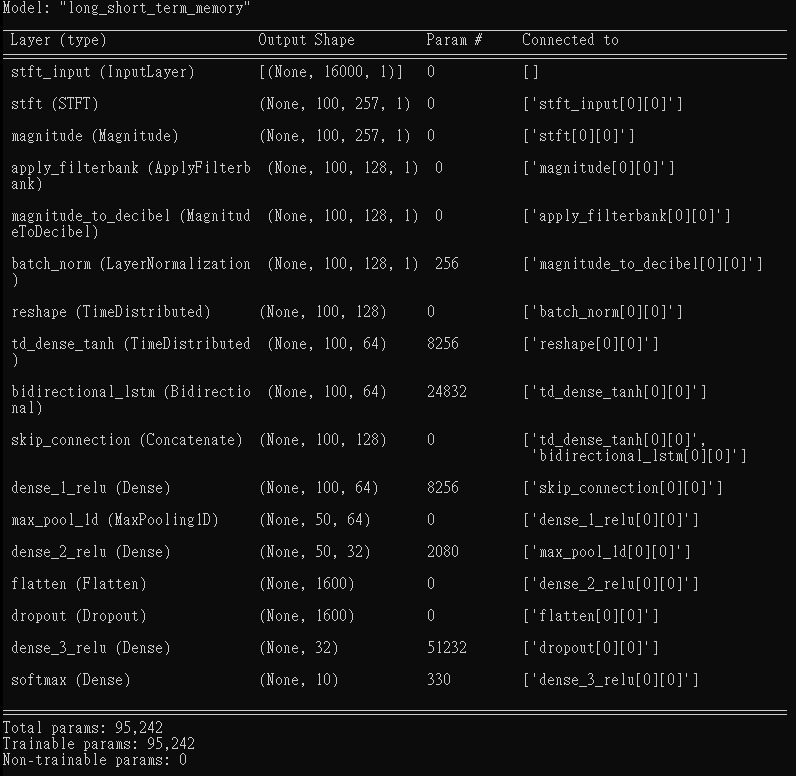 Model: "long_short_term_memory"
Layer (type) Output Shape Param # Connected to
stft_input (InputLayer) [(None, 16000, 1)] 0 []
stft (STFT) (None, 100, 257, 1) 0 ['stft_input[0][0]']
magnitude (Magnitude) (None, 100, 257, 1) 0 ['stft[0][0]']
apply_filterbank (ApplyFilterb (None, 100, 128, 1) 0 ['magnitude[0][0]']
ank)
magnitude_to_decibel (Magnitud (None, 100, 128, 1) 0 ['apply_filterbank[0][0]']
eToDecibel)
batch_norm (LayerNormalization (None, 100, 128, 1) 256 ['magnitude_to_decibel[0][0]']
)
reshape (TimeDistributed) (None, 100, 128) 0 ['batch_norm[0][0]']
td_dense_tanh (TimeDistributed (None, 100, 64) 8256 ['reshape[0][0]']
)
bidirectional_lstm (Bidirectio (None, 100, 64) 24832 ['td_dense_tanh[0][0]']
nal)
skip_connection (Concatenate) (None, 100, 128) 0 ['td_dense_tanh[0][0]',
'bidirectional_lstm[0][0]']
dense_1_relu (Dense) (None, 100, 64) 8256 ['skip_connection[0][0]']
max_pool_1d (MaxPooling1D) (None, 50, 64) 0 ['dense_1_relu[0][0]']
dense_2_relu (Dense) (None, 50, 32) 2080 ['max_pool_1d[0][0]']
flatten (Flatten) (None, 1600) 0 ['dense_2_relu[0][0]']
dropout (Dropout) (None, 1600) 0 ['flatten[0][0]']
dense_3_relu (Dense) (None, 32) 51232 ['dropout[0][0]']
softmax (Dense) (None, 10) 330 ['dense_3_relu[0][0]']
Total params: 95,242
Trainable params: 95,242
Non-trainable params: 0